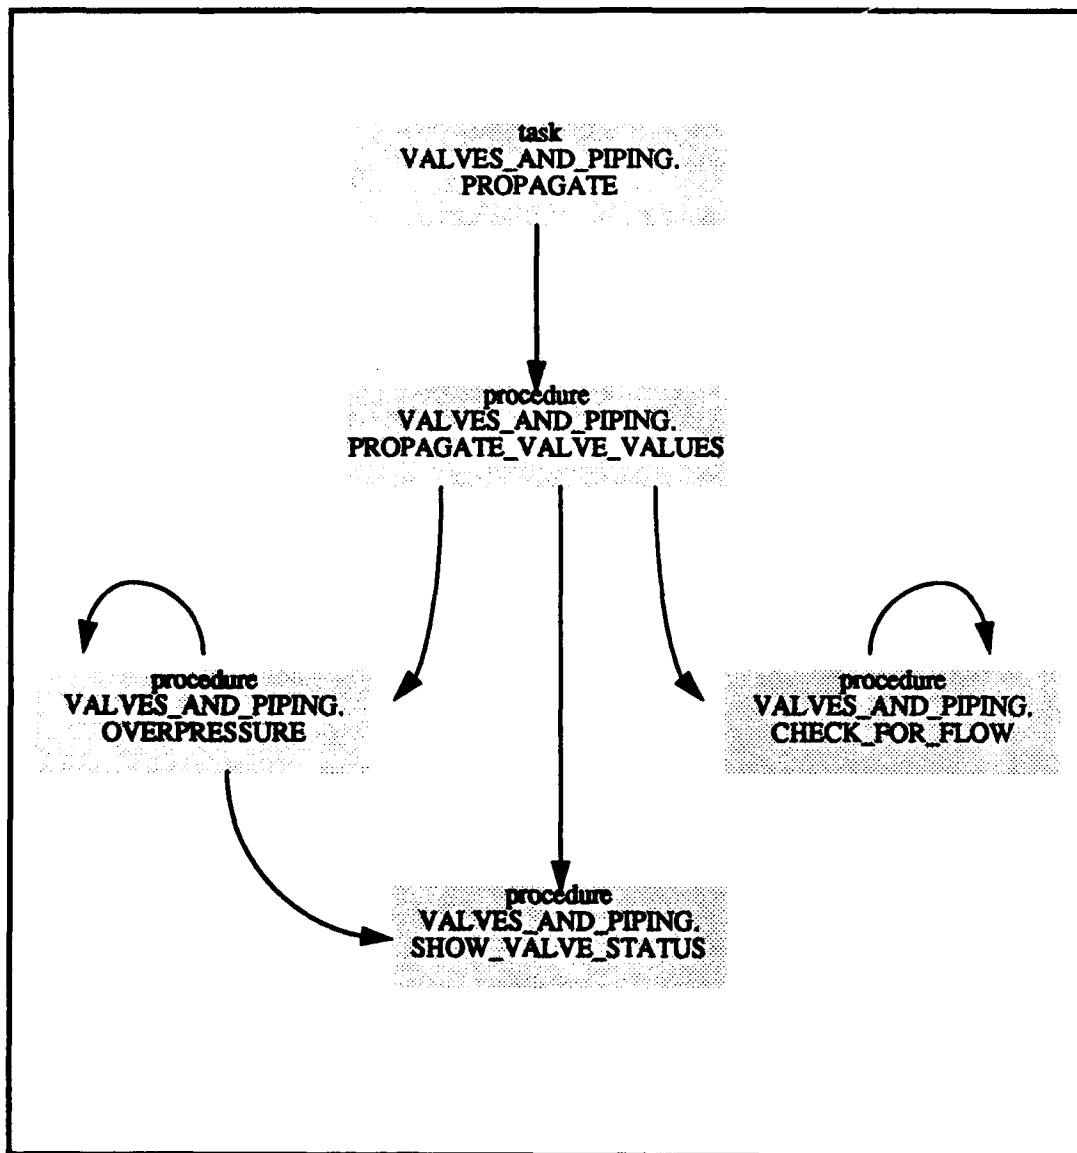 task
VALVES_AND_PIPING.
PROPAGATE
procedure
VALVES_AND_PIPING.
PROPAGATE_VALVE_VALUES
procedure
VALVES_AND_PIPING.
OVERPRESSURE
procedure
VALVES_AND_PIPING.
CHECK_FOR_FLOW
procedure
VALVES_AND_PIPING.
SHOW_VALVE_STATUS